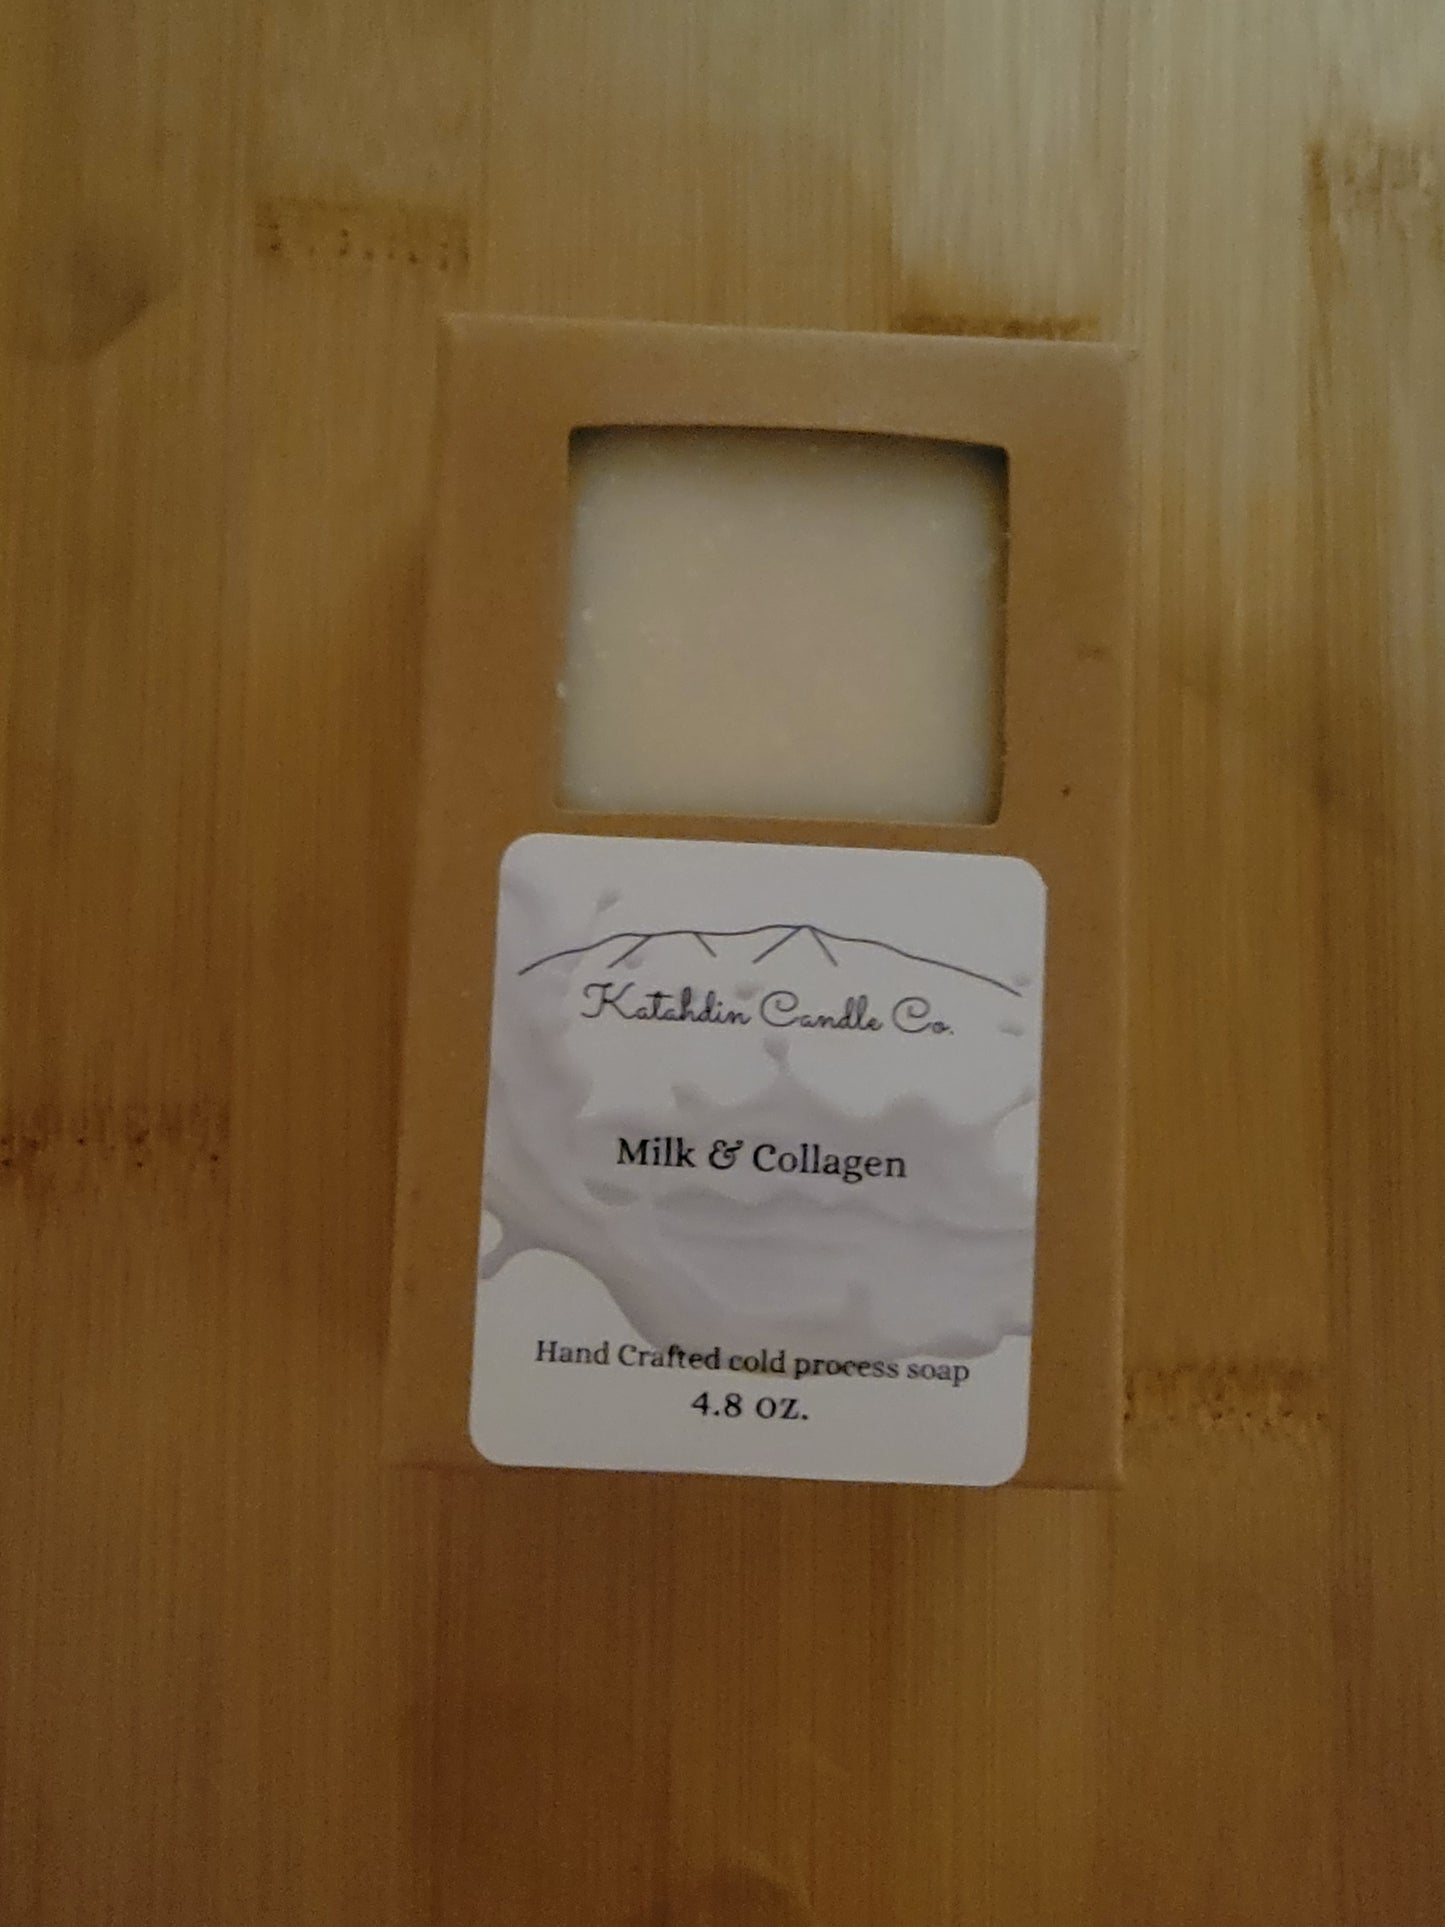 Katahdin Candle Co.
Milk & Collagen
Hand Crafted cold process soap
4.8 oz.